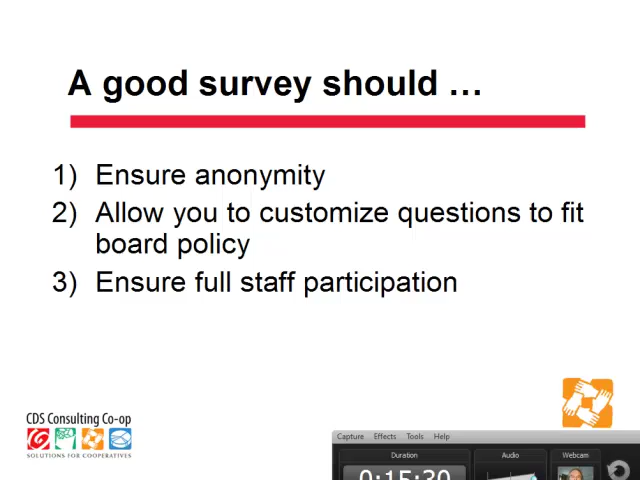 A good survey should …
1) Ensure anonymity
2) Allow you to customize questions to fit
board policy
3) Ensure full staff participation
CDS Consulting Co-op
SOLUTIONS FOR COOPERATIVES
Capture Effects Tools Help
Duration Audio Webcam
0:15:30